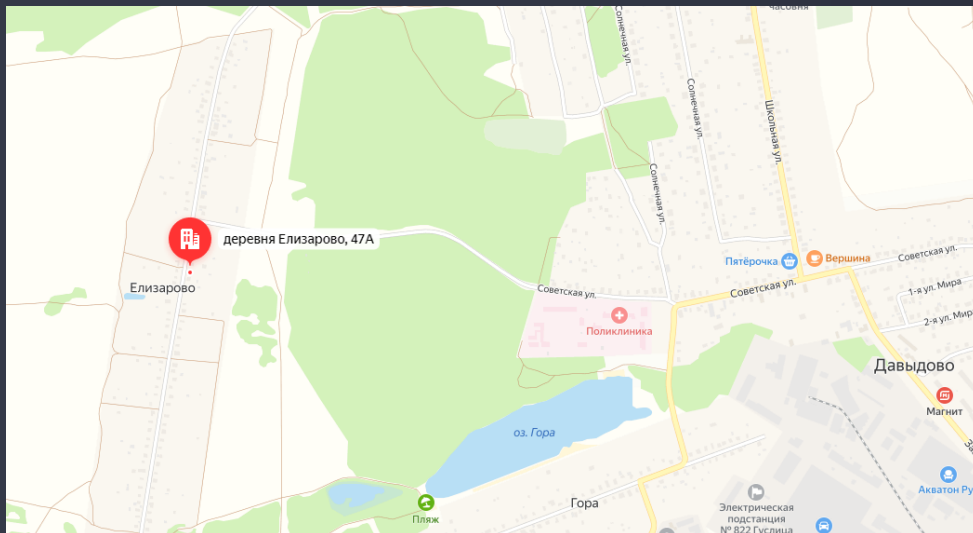 часовня
Солнечная ул.
Солнечная ул.
Школьная ул.
Солнечная ул.
деревня Елизарово, 47А
Пятёрочка
Вершина
Советская ул.
Елизарово
Советская ул.
Советская ул.
1-я ул. Мира
2-я ул. Мира
Поликлиника
Давыдово
Магнит
оз. Гора
Пляж
Гора
Акватон Ру
Электрическая
подстанция
№ 822 Гуслица